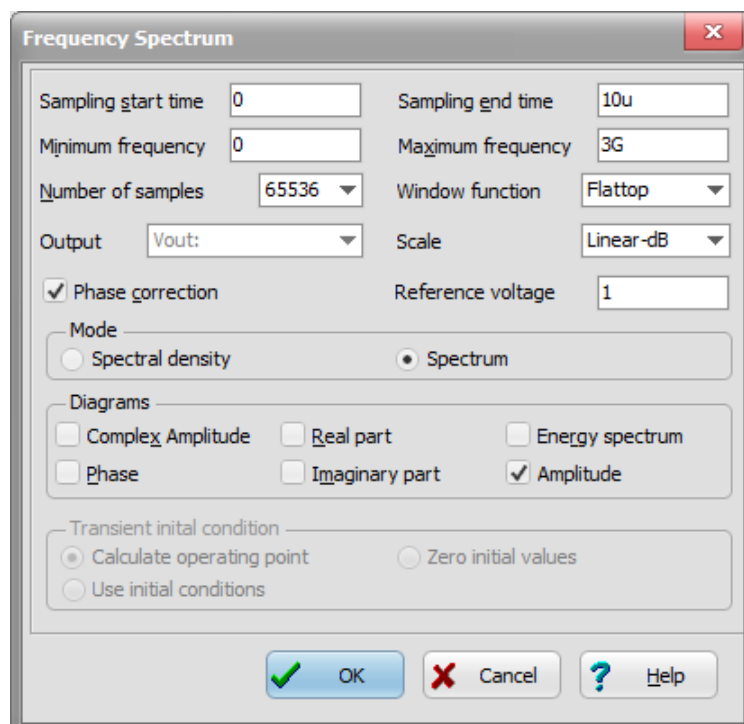 Frequency Spectrum
Sampling start time 0 Sampling end time 10u
Minimum frequency 0 Maximum frequency 3G
Number of samples 65536 Window function Flattop
Output Vout: Scale Linear-dB
Phase correction Reference voltage 1
Mode
Spectral density Spectrum
Diagrams
Complex Amplitude Real part Energy spectrum
Phase Imaginary part Amplitude
Transient inital condition
Calculate operating point Zero initial values
Use initial conditions
OK Cancel ? Help